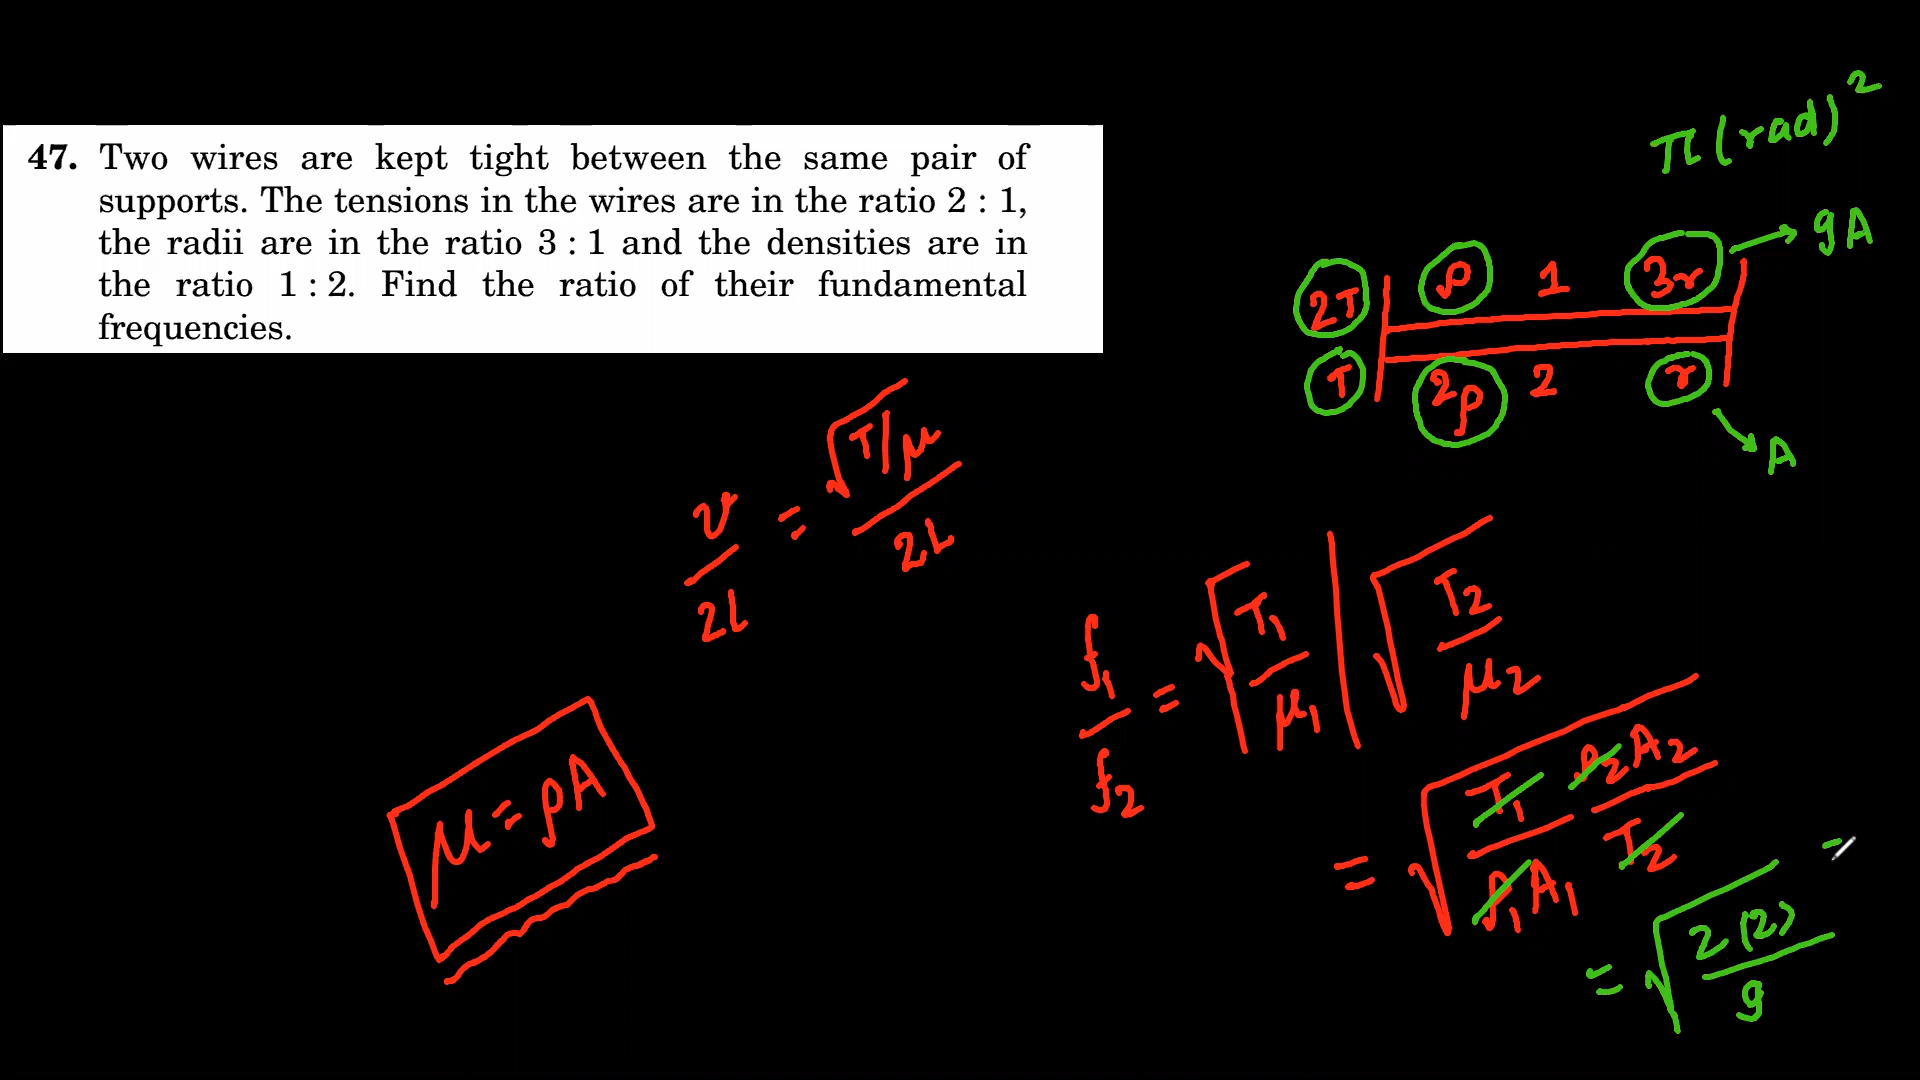 47. Two wires are kept tight between the same pair of
supports. The tensions in the wires are in the ratio 2 : 1,
the radii are in the ratio 3 : 1 and the densities are in
the ratio 1 : 2. Find the ratio of their fundamental
frequencies.
π(rad)²
2T ρ 1 3r → 9A
T 2ρ 2 r → A
v/2L = √(T/μ)/2L
f₁/f₂ = √(T₁/μ₁) / √(T₂/μ₂)
μ = ρA
= √(T₁/ρ₁A₁ ρ₂A₂/T₂)
= √(2(2)/9) =